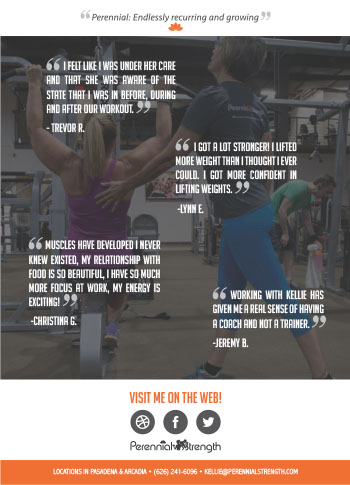 “Perennial: Endlessly recurring and growing”
“I FELT LIKE I WAS UNDER HER CARE
AND THAT SHE WAS AWARE OF THE
STATE THAT I WAS IN BEFORE, DURING
AND AFTER OUR WORKOUT.”
- TREVOR R.
Perennial
“I GOT A LOT STRONGER! I LIFTED
MORE WEIGHT THAN I THOUGHT I EVER
COULD. I GOT MORE CONFIDENT IN
LIFTING WEIGHTS.”
-LYNN E.
“MUSCLES HAVE DEVELOPED I NEVER
KNEW EXISTED, MY RELATIONSHIP WITH
FOOD IS SO BEAUTIFUL, I HAVE SO MUCH
MORE FOCUS AT WORK, MY ENERGY IS
EXCITING!”
-CHRISTINA G.
“WORKING WITH KELLIE HAS
GIVEN ME A REAL SENSE OF HAVING
A COACH AND NOT A TRAINER.”
-JEREMY B.
VISIT ME ON THE WEB!
Perennial Strength
LOCATIONS IN PASADENA & ARCADIA • (626) 241-6096 • KELLIE@PERENNIALSTRENGTH.COM